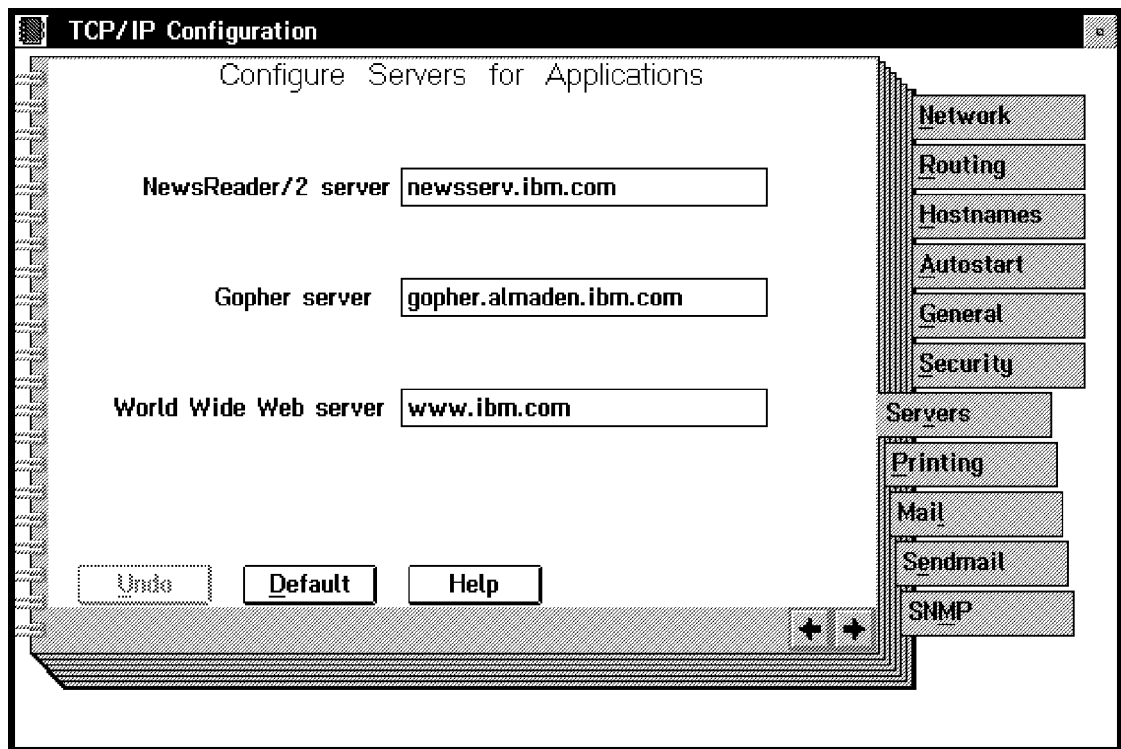 TCP/IP Configuration
Configure Servers for Applications
NewsReader/2 server newsserv.ibm.com
Gopher server gopher.almaden.ibm.com
World Wide Web server www.ibm.com
Undo Default Help
Network
Routing
Hostnames
Autostart
General
Security
Servers
Printing
Mail
Sendmail
SNMP